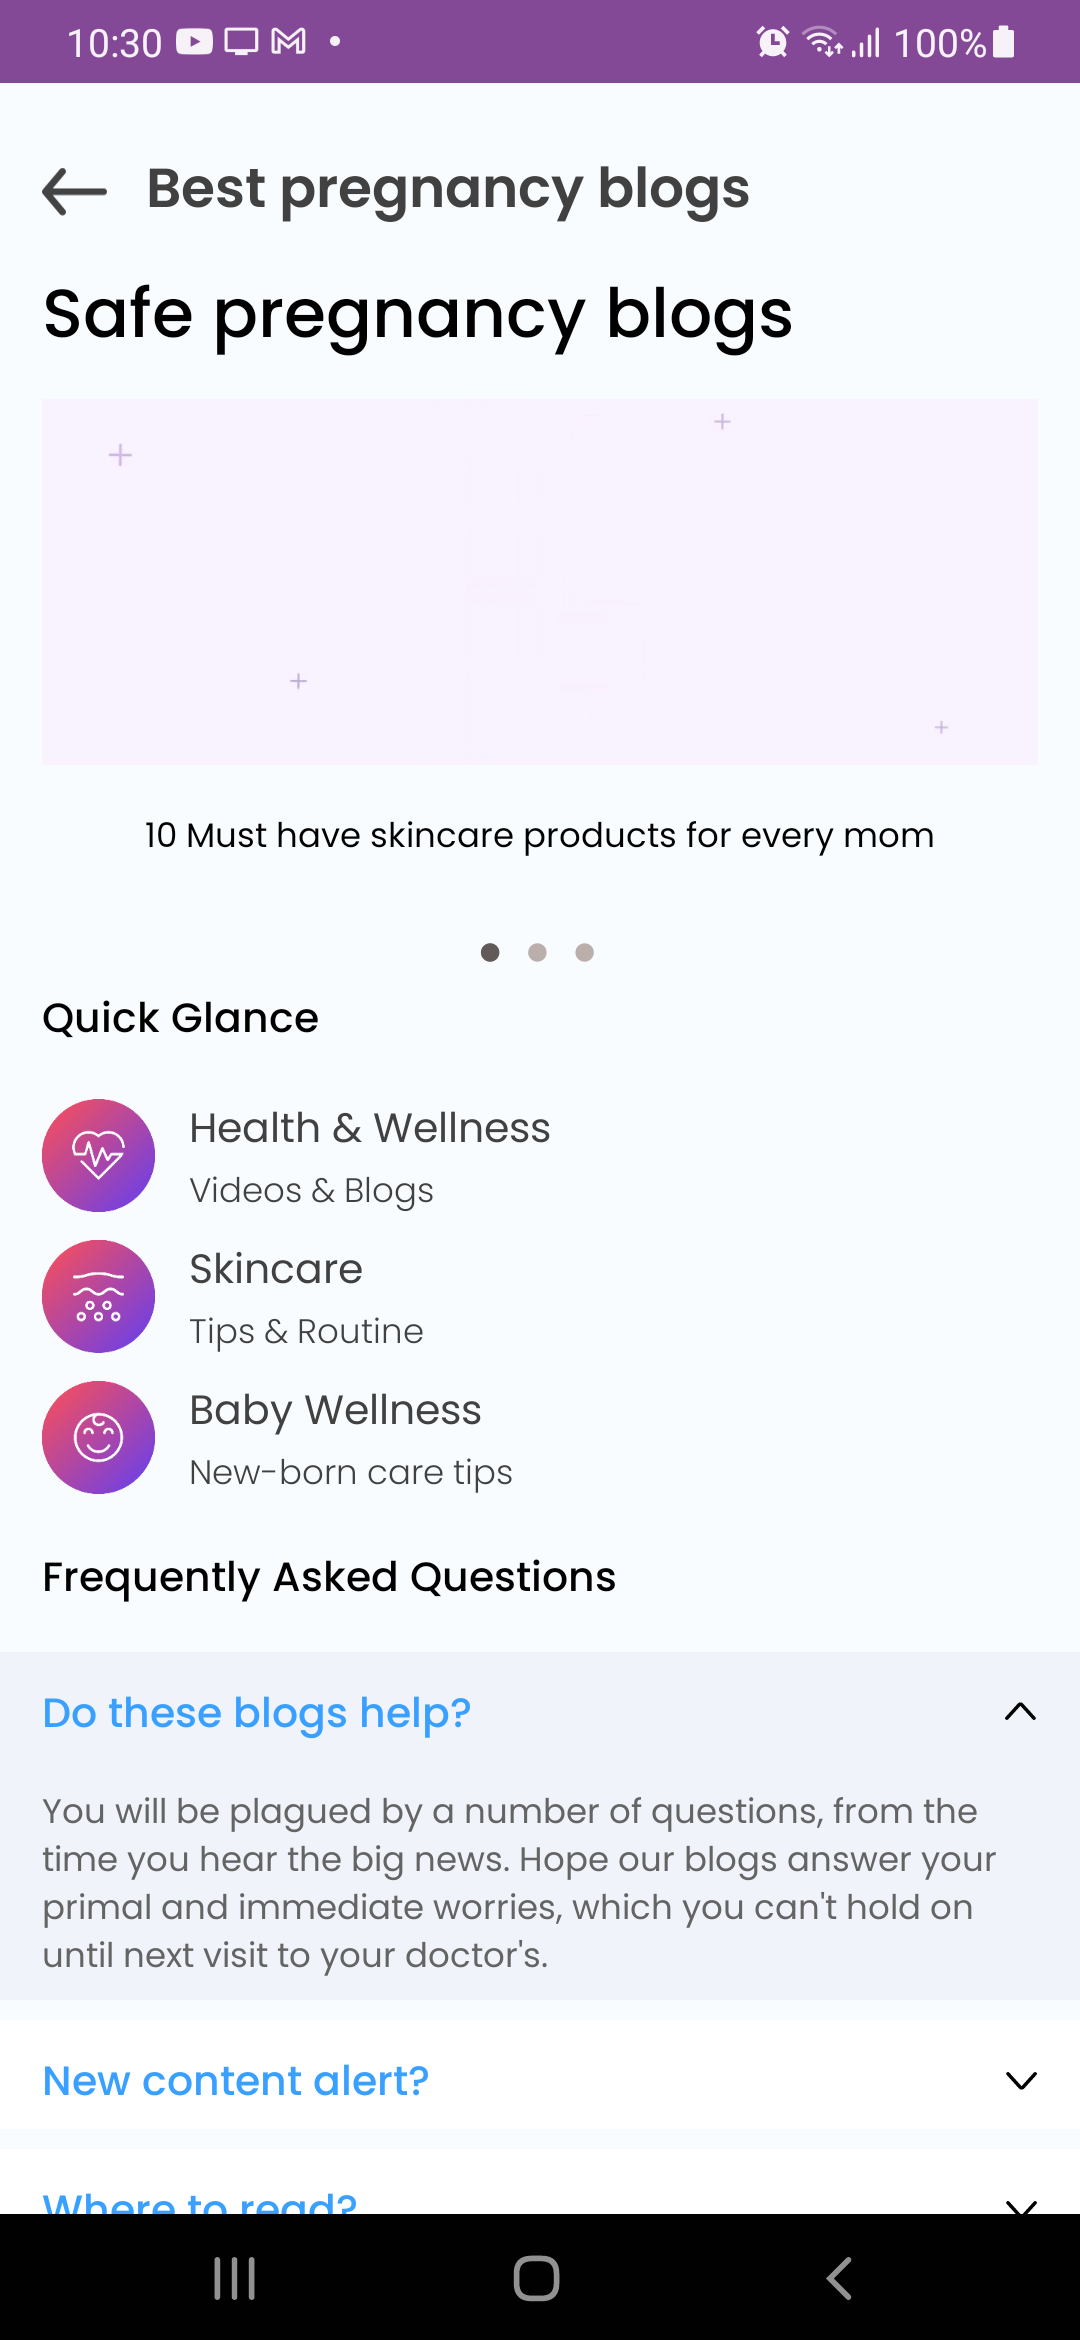 10:30
100%
Best pregnancy blogs
Safe pregnancy blogs
10 Must have skincare products for every mom
Quick Glance
Health & Wellness
Videos & Blogs
Skincare
Tips & Routine
Baby Wellness
New-born care tips
Frequently Asked Questions
Do these blogs help?
You will be plagued by a number of questions, from the
time you hear the big news. Hope our blogs answer your
primal and immediate worries, which you can't hold on
until next visit to your doctor's.
New content alert?
Where to read?